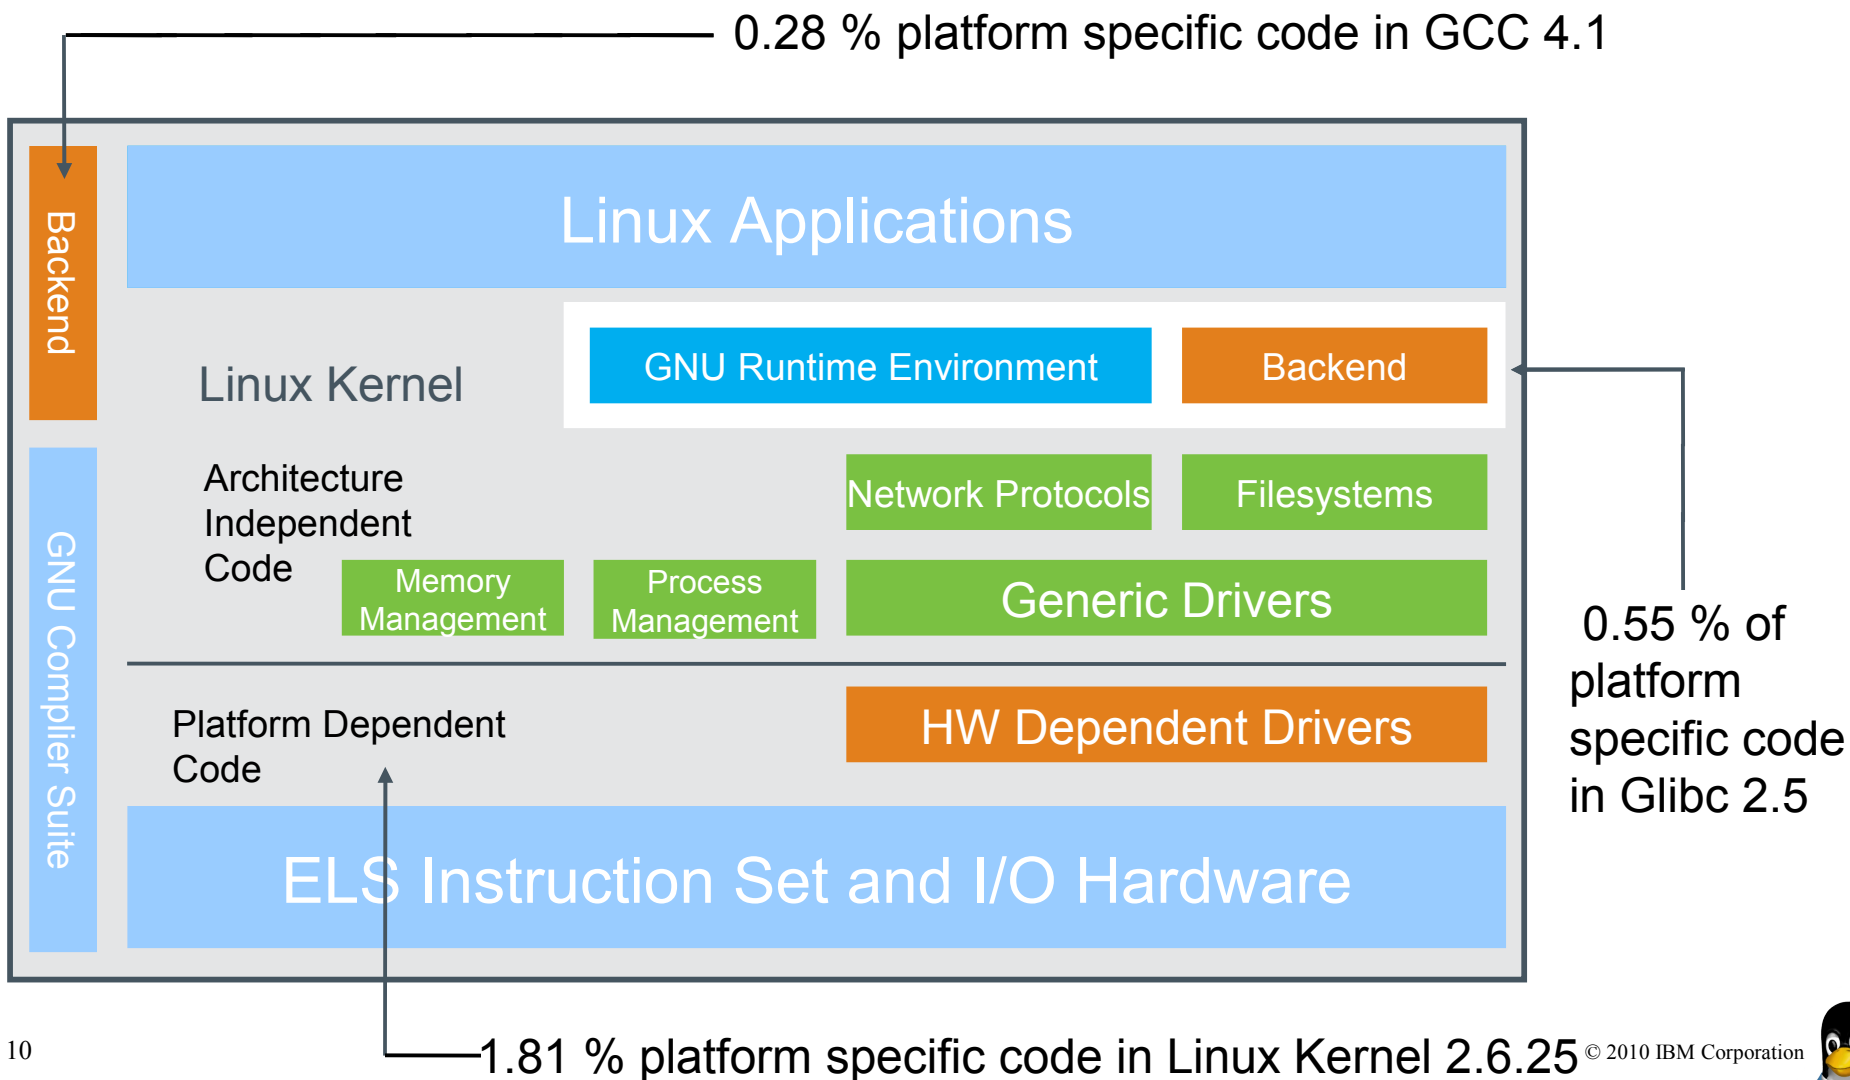 0.28 % platform specific code in GCC 4.1
Backend
Linux Applications
GNU Runtime Environment
Backend
Linux Kernel
Architecture
Independent
Code
Network Protocols
Filesystems
Memory
Management
Process
Management
Generic Drivers
GNU Complier Suite
0.55 % of
platform
specific code
in Glibc 2.5
Platform Dependent
Code
HW Dependent Drivers
ELS Instruction Set and I/O Hardware
10
1.81 % platform specific code in Linux Kernel 2.6.25
© 2010 IBM Corporation